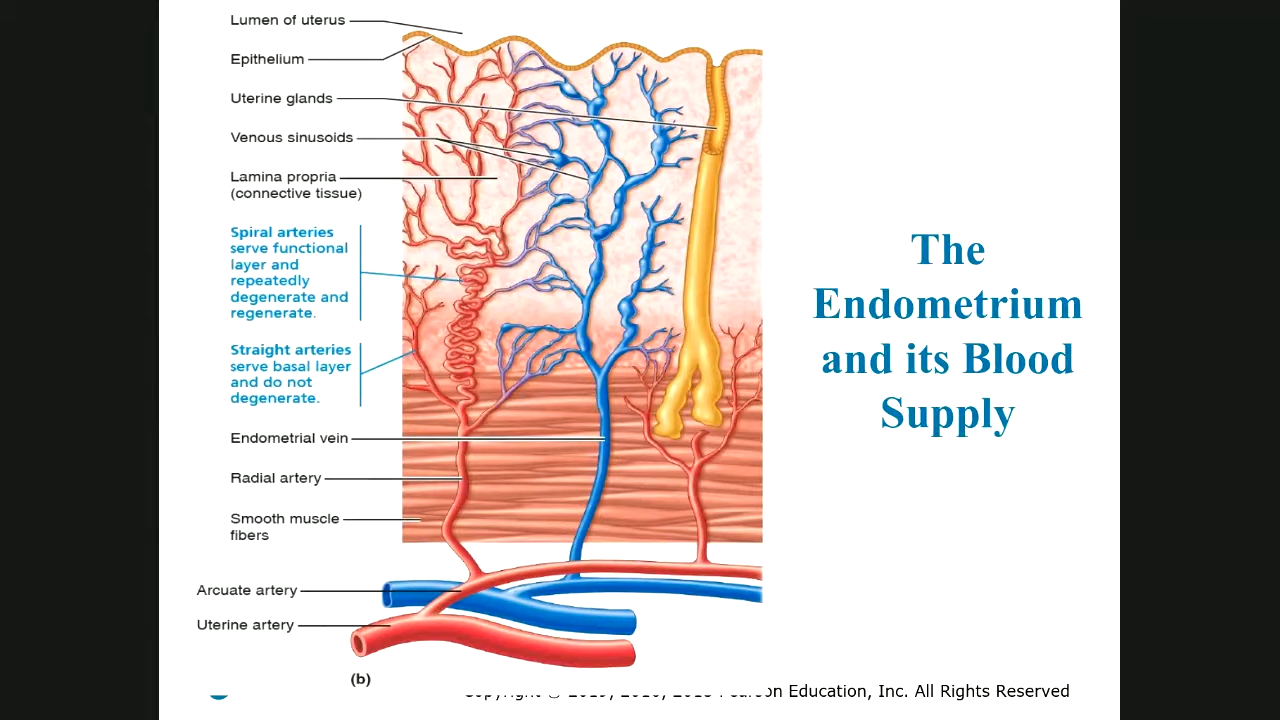 Lumen of uterus
Epithelium
Uterine glands
Venous sinusoids
Lamina propria
(connective tissue)
Spiral arteries
serve functional
layer and
repeatedly
degenerate and
regenerate.
Straight arteries
serve basal layer
and do not
degenerate.
Endometrial vein
Radial artery
Smooth muscle
fibers
Arcuate artery
Uterine artery
(b)
The
Endometrium
and its Blood
Supply
Education, Inc. All Rights Reserved